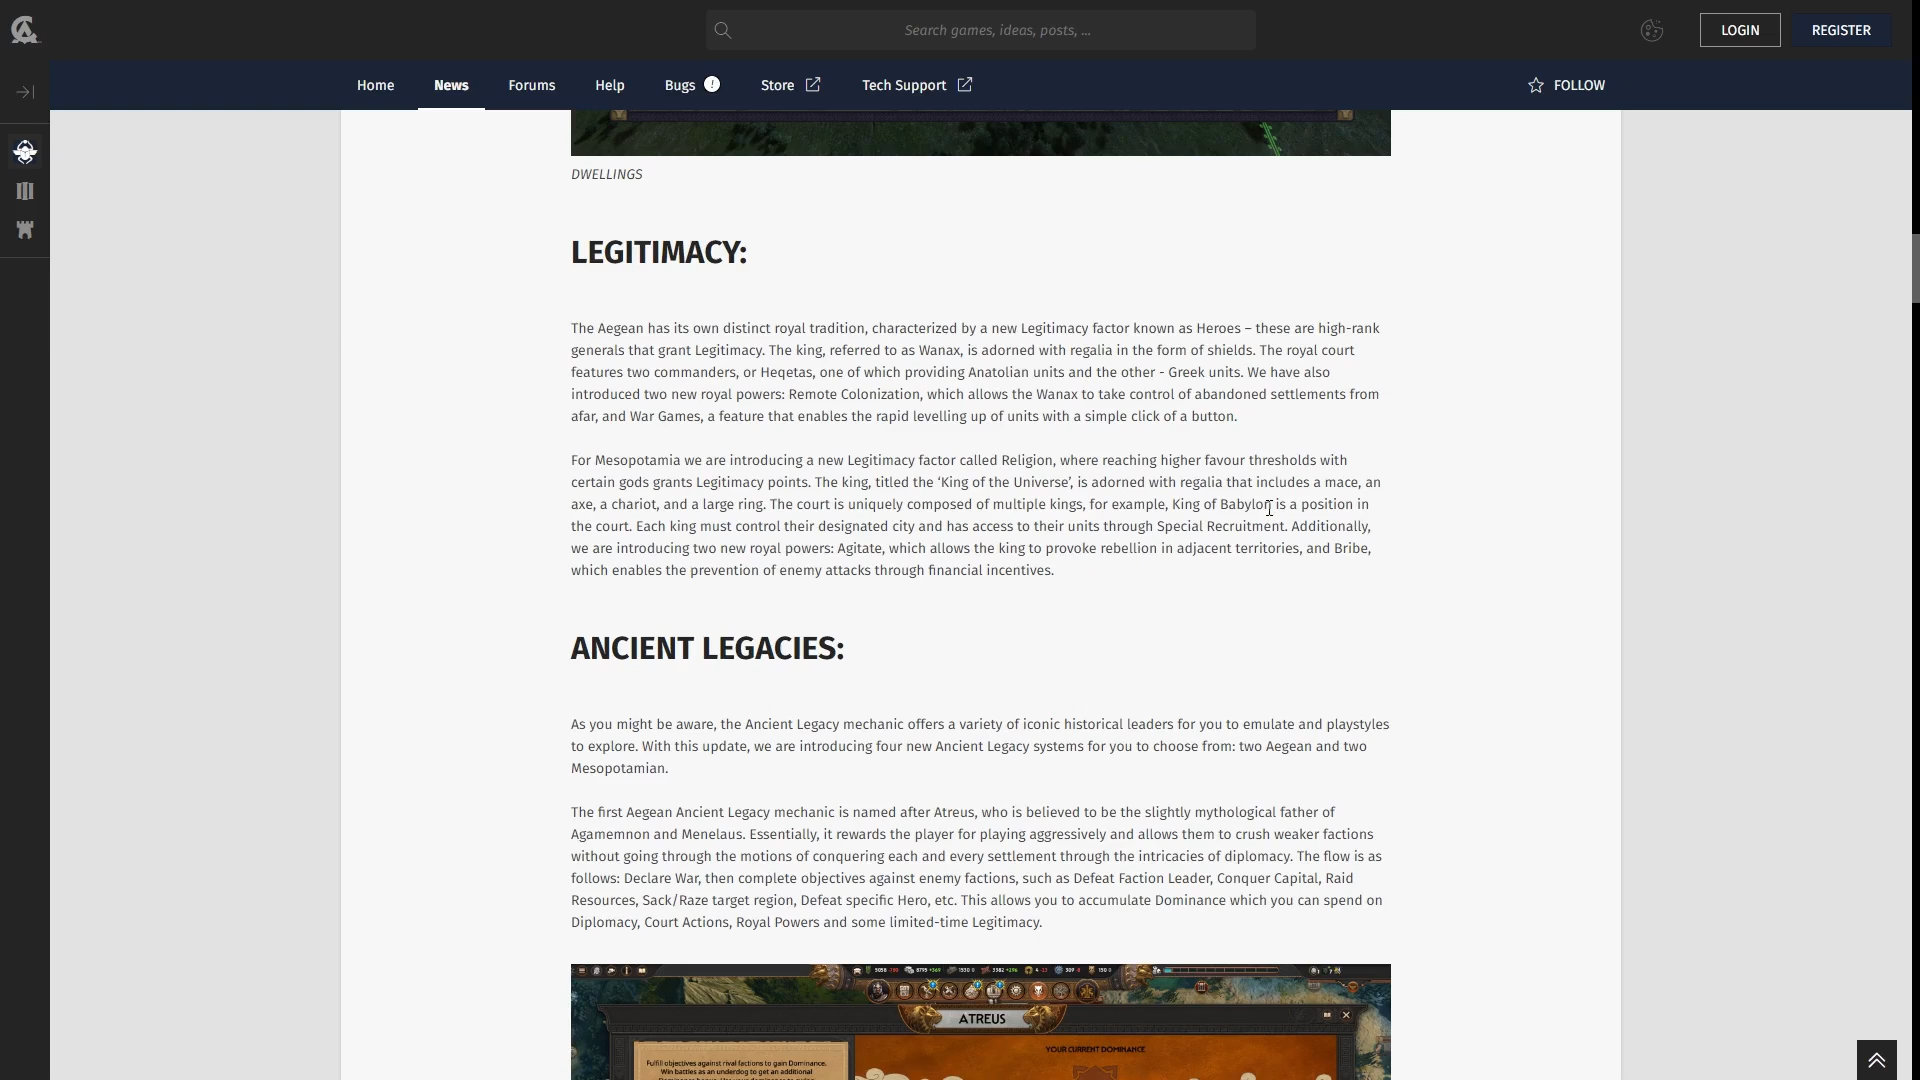 Search games, ideas, posts, ...
LOGIN
REGISTER
Home
News
Forums
Help
Bugs !
Store
Tech Support
FOLLOW
DWELLINGS
LEGITIMACY:
The Aegean has its own distinct royal tradition, characterized by a new Legitimacy factor known as Heroes – these are high-rank
generals that grant Legitimacy. The king, referred to as Wanax, is adorned with regalia in the form of shields. The royal court
features two commanders, or Heqetas, one of which providing Anatolian units and the other - Greek units. We have also
introduced two new royal powers: Remote Colonization, which allows the Wanax to take control of abandoned settlements from
afar, and War Games, a feature that enables the rapid levelling up of units with a simple click of a button.
For Mesopotamia we are introducing a new Legitimacy factor called Religion, where reaching higher favour thresholds with
certain gods grants Legitimacy points. The king, titled the ‘King of the Universe’, is adorned with regalia that includes a mace, an
axe, a chariot, and a large ring. The court is uniquely composed of multiple kings, for example, King of Babylon is a position in
the court. Each king must control their designated city and has access to their units through Special Recruitment. Additionally,
we are introducing two new royal powers: Agitate, which allows the king to provoke rebellion in adjacent territories, and Bribe,
which enables the prevention of enemy attacks through financial incentives.
ANCIENT LEGACIES:
As you might be aware, the Ancient Legacy mechanic offers a variety of iconic historical leaders for you to emulate and playstyles
to explore. With this update, we are introducing four new Ancient Legacy systems for you to choose from: two Aegean and two
Mesopotamian.
The first Aegean Ancient Legacy mechanic is named after Atreus, who is believed to be the slightly mythological father of
Agamemnon and Menelaus. Essentially, it rewards the player for playing aggressively and allows them to crush weaker factions
without going through the motions of conquering each and every settlement through the intricacies of diplomacy. The flow is as
follows: Declare War, then complete objectives against enemy factions, such as Defeat Faction Leader, Conquer Capital, Raid
Resources, Sack/Raze target region, Defeat specific Hero, etc. This allows you to accumulate Dominance which you can spend on
Diplomacy, Court Actions, Royal Powers and some limited-time Legitimacy.
ATREUS
YOUR CURRENT DOMINANCE
Fulfill objectives against rival factions to gain Dominance.
Win battles as an underdog to get an additional